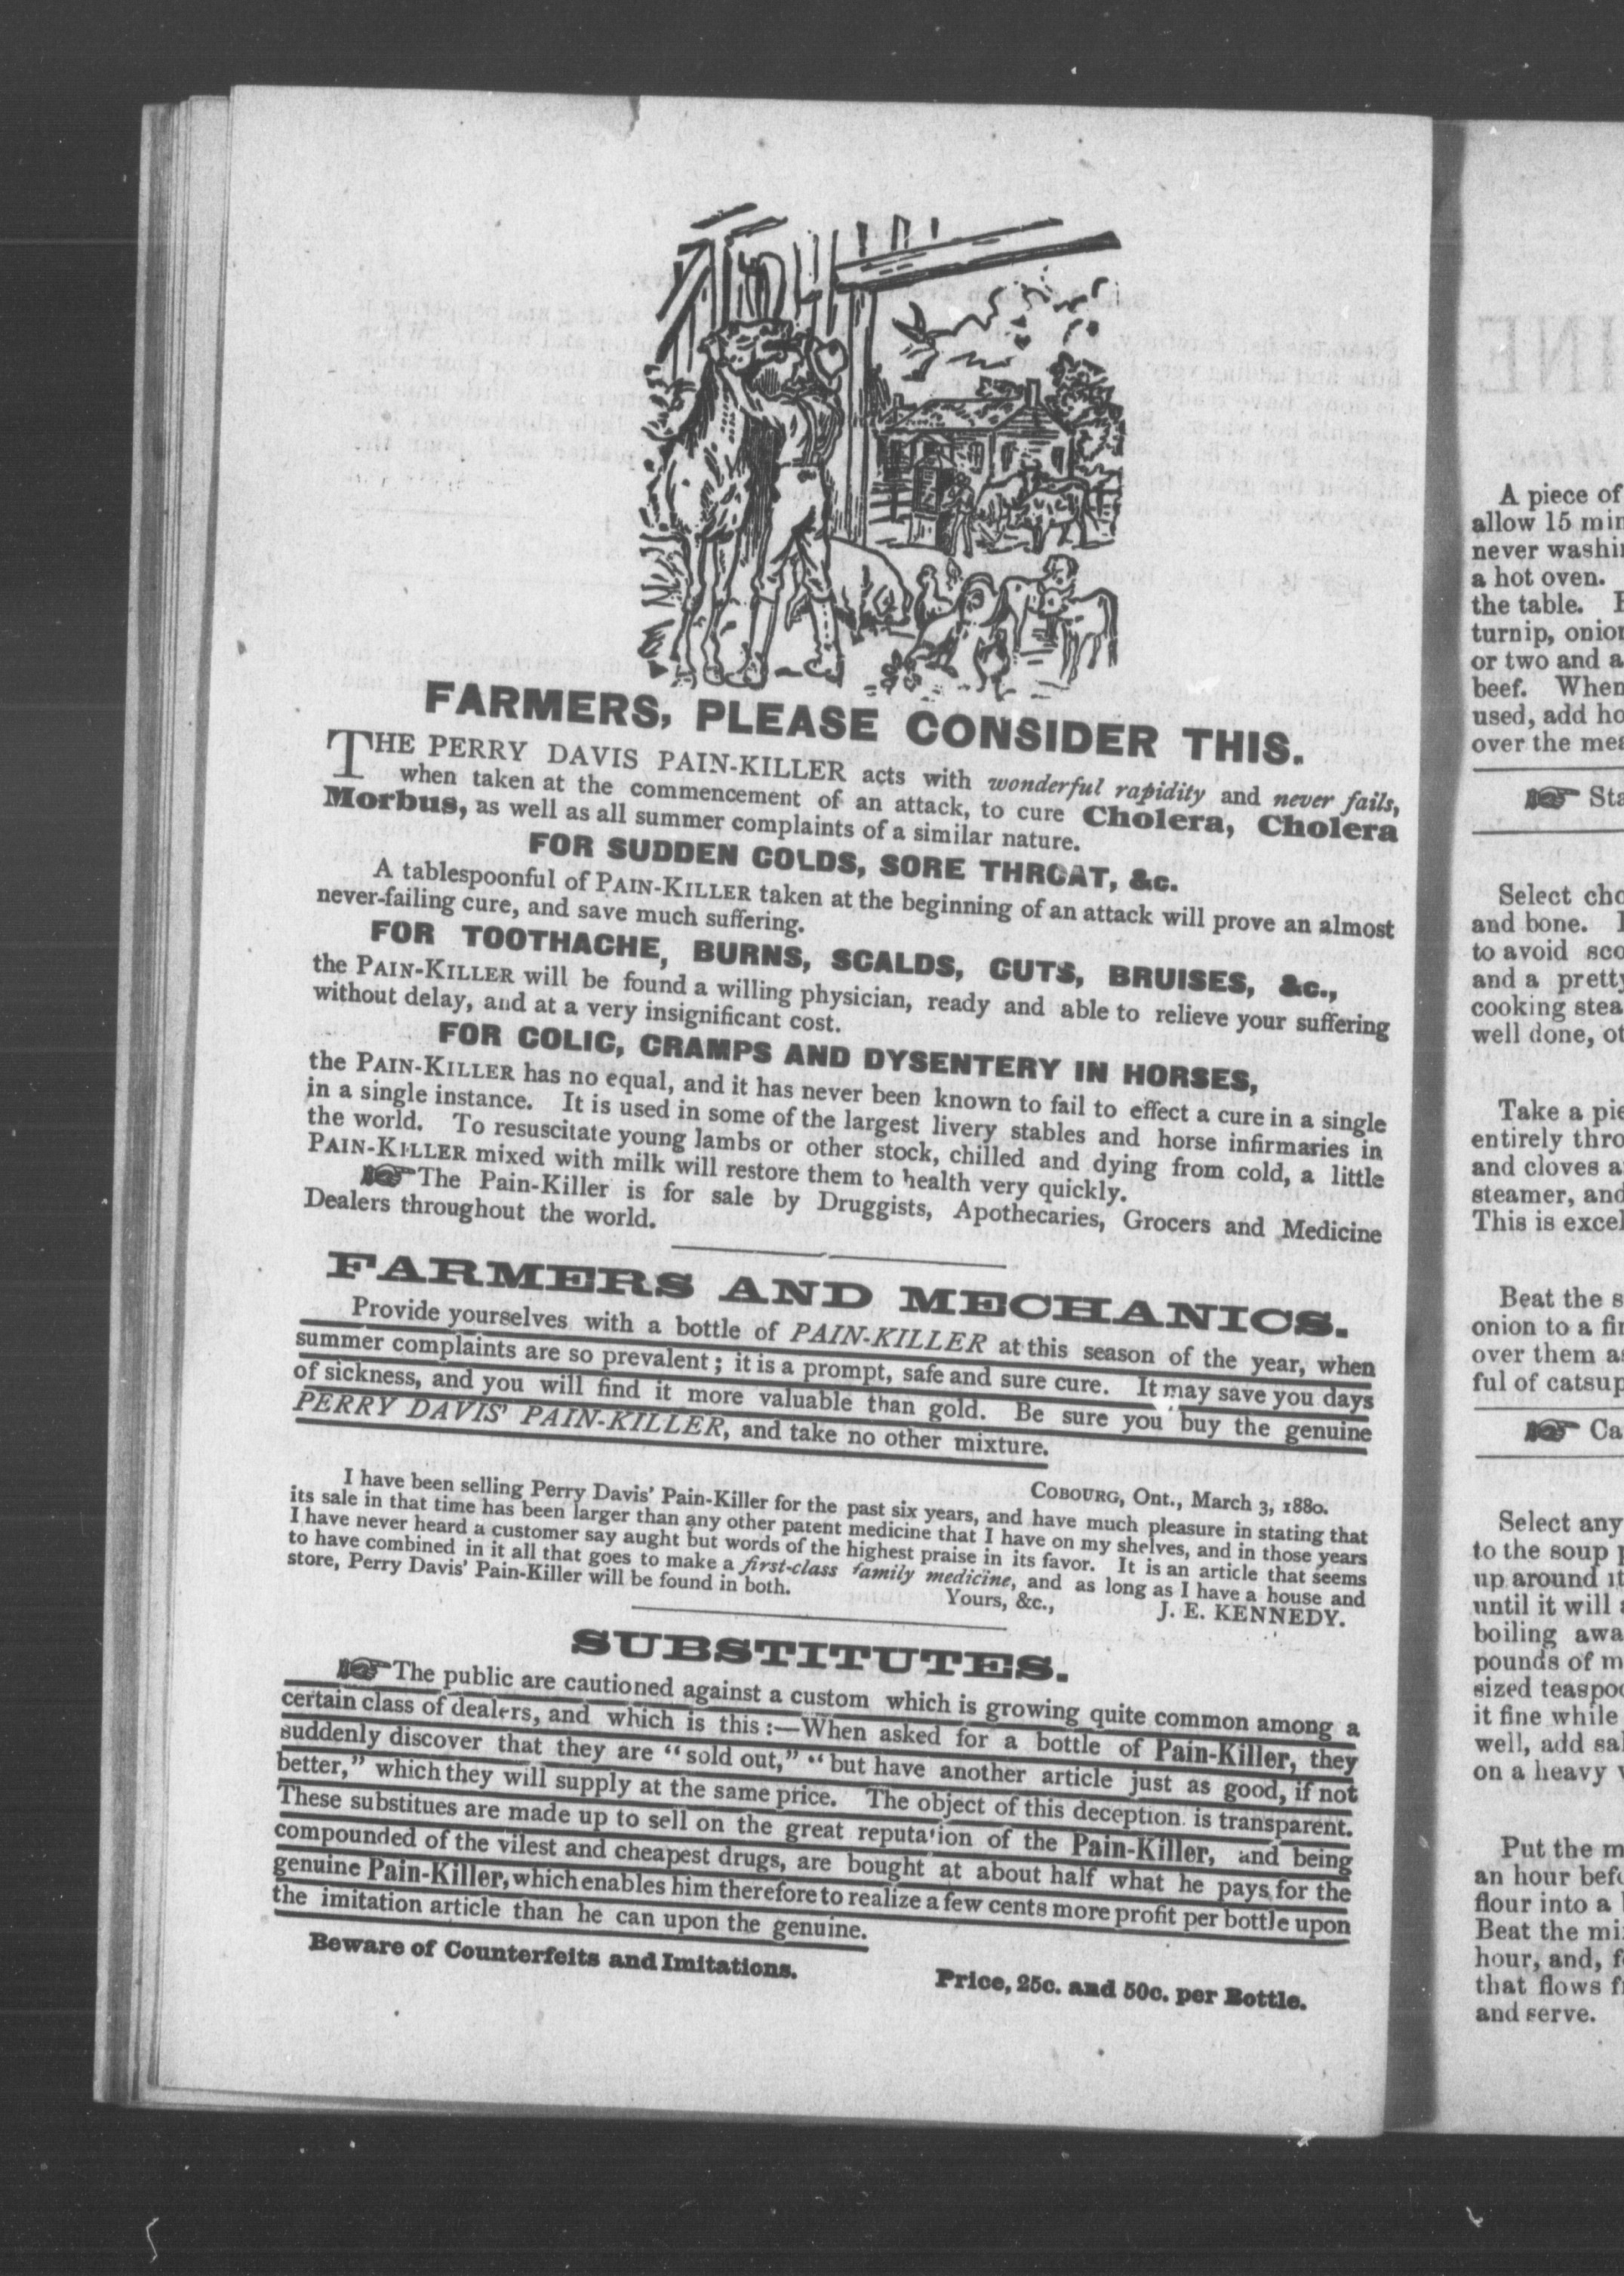 FARMERS, PLEASE CONSIDER THIS.
THE PERRY DAVIS PAIN-KILLER acts with wonderful rapidity and never fails,
when taken at the commencement of an attack, to cure Cholera, Cholera
Morbus, as well as all summer complaints of a similar nature.
FOR SUDDEN COLDS, SORE THROAT, &c.
A tablespoonful of PAIN-KILLER taken at the beginning of an attack will prove an almost
never-failing cure, and save much suffering.
FOR TOOTHACHE, BURNS, SCALDS, CUTS, BRUISES, &c.,
the PAIN-KILLER will be found a willing physician, ready and able to relieve your suffering
without delay, and at a very insignificant cost.
FOR COLIC, CRAMPS AND DYSENTERY IN HORSES,
the PAIN-KILLER has no equal, and it has never been known to fail to effect a cure in a single
in a single instance. It is used in some of the largest livery stables and horse infirmaries in
the world. To resuscitate young lambs or other stock, chilled and dying from cold, a little
PAIN-KILLER mixed with milk will restore them to health very quickly.
☞ The Pain-Killer is for sale by Druggists, Apothecaries, Grocers and Medicine
Dealers throughout the world.
FARMERS AND MECHANICS.
Provide yourselves with a bottle of PAIN-KILLER at this season of the year, when
summer complaints are so prevalent; it is a prompt, safe and sure cure. It may save you days
of sickness, and you will find it more valuable than gold. Be sure you buy the genuine
PERRY DAVIS' PAIN-KILLER, and take no other mixture.
COBOURG, Ont., March 3, 1880.
I have been selling Perry Davis' Pain-Killer for the past six years, and have much pleasure in stating that
its sale in that time has been larger than any other patent medicine that I have on my shelves, and in those years
I have never heard a customer say aught but words of the highest praise in its favor. It is an article that seems
to have combined in it all that goes to make a first-class family medicine, and as long as I have a house and
store, Perry Davis' Pain-Killer will be found in both. Yours, &c., J. E. KENNEDY.
SUBSTITUTES.
☞ The public are cautioned against a custom which is growing quite common among a
certain class of dealers, and which is this :—When asked for a bottle of Pain-Killer, they
suddenly discover that they are "sold out," "but have another article just as good, if not
better," which they will supply at the same price. The object of this deception is transparent.
These substitues are made up to sell on the great reputation of the Pain-Killer, and being
compounded of the vilest and cheapest drugs, are bought at about half what he pays for the
genuine Pain-Killer, which enables him therefore to realize a few cents more profit per bottle upon
the imitation article than he can upon the genuine.
Beware of Counterfeits and Imitations. Price, 25c. and 50c. per Bottle.
A piece of
allow 15 min
never washi
a hot oven.
the table.
turnip, onion
or two and a
beef. When
used, add ho
over the mea
☞ Sta
Select cho
and bone.
to avoid sco
and a pretty
cooking stea
well done, ot
Take a pie
entirely thro
and cloves a
steamer, and
This is excel
Beat the s
onion to a fin
over them as
ful of catsup
☞ Ca
Select any
to the soup p
up around it
until it will
boiling awa
pounds of m
sized teaspoo
it fine while
well, add sal
on a heavy
Put the m
an hour befo
flour into a
Beat the mi
hour, and, f
that flows f
and serve.